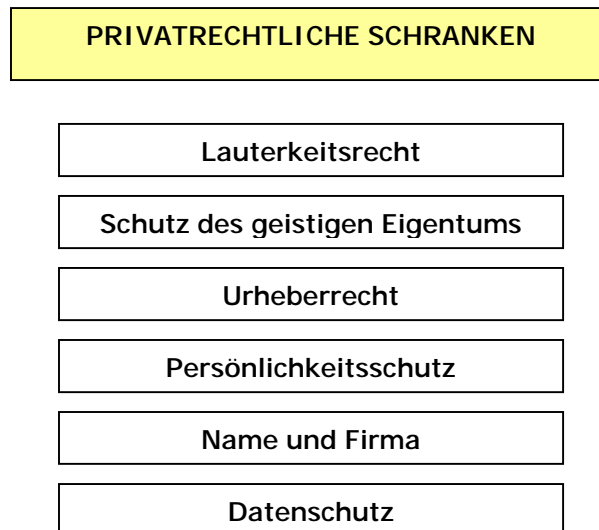 PRIVATRECHTLICHE SCHRANKEN
Lauterkeitsrecht
Schutz des geistigen Eigentums
Urheberrecht
Persönlichkeitsschutz
Name und Firma
Datenschutz